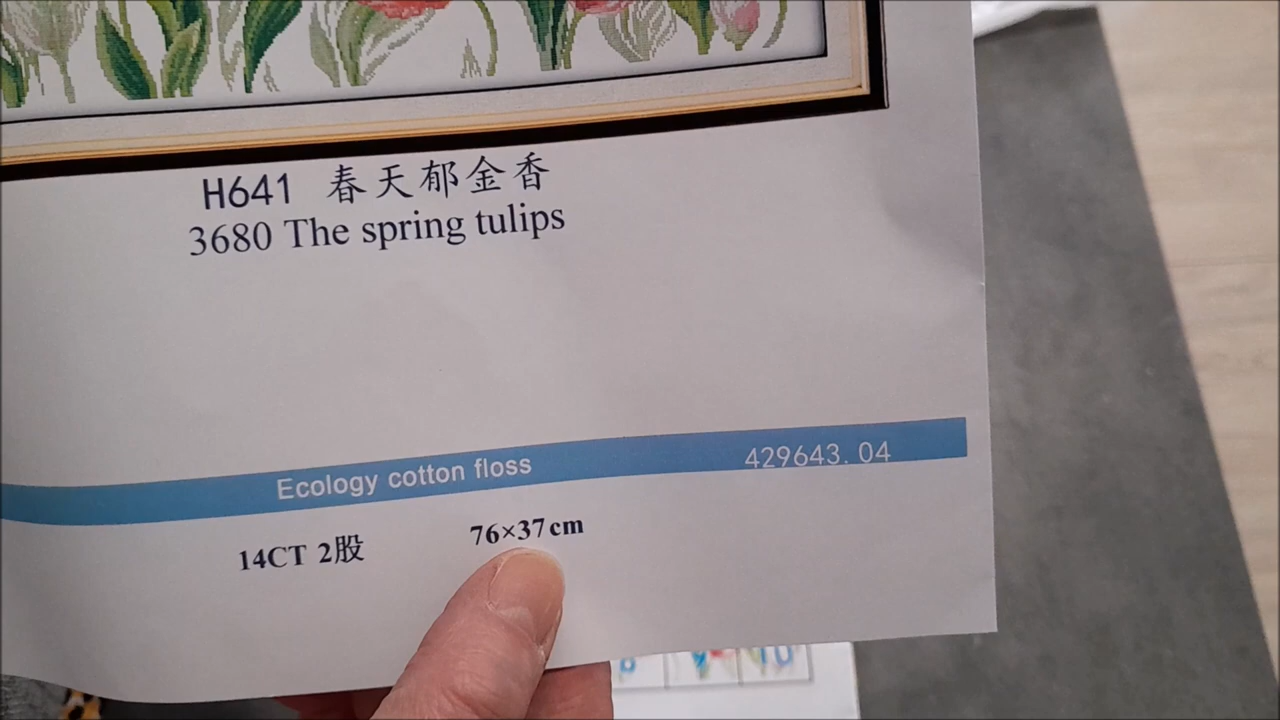 H641 春天郁金香
3680 The spring tulips
Ecology cotton floss 429643.04
14CT 2股 76×37cm